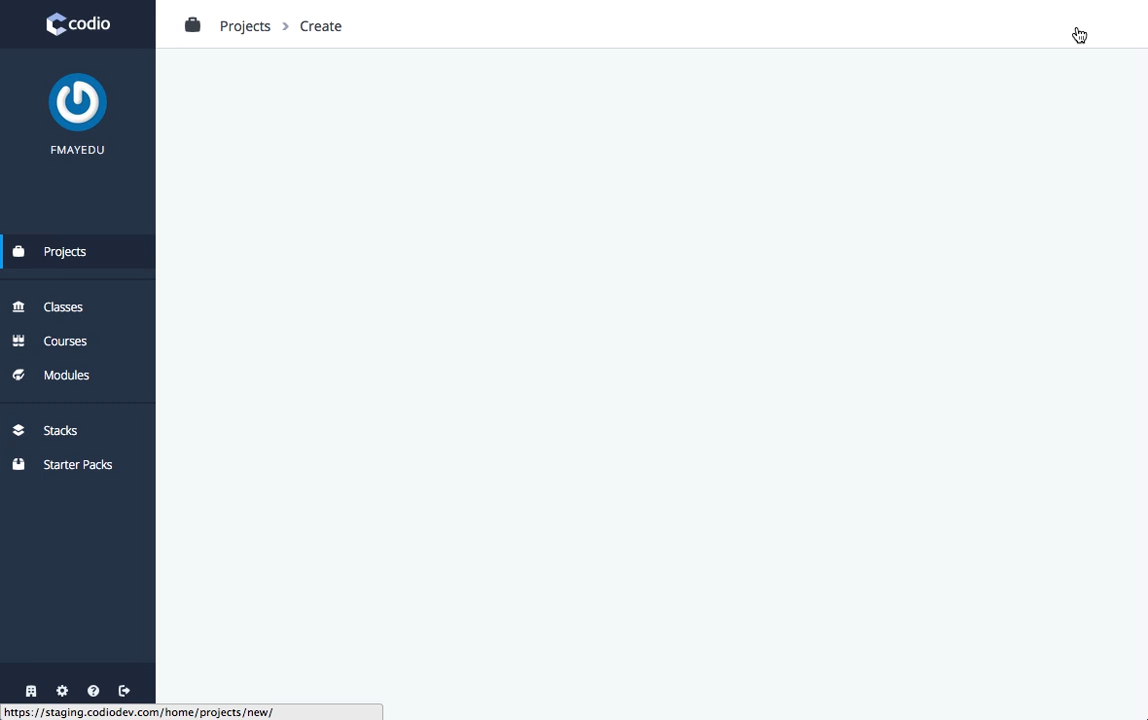 codio
Projects > Create
FMAYEDU
Projects
Classes
Courses
Modules
Stacks
Starter Packs
https://staging.codiodev.com/home/projects/new/